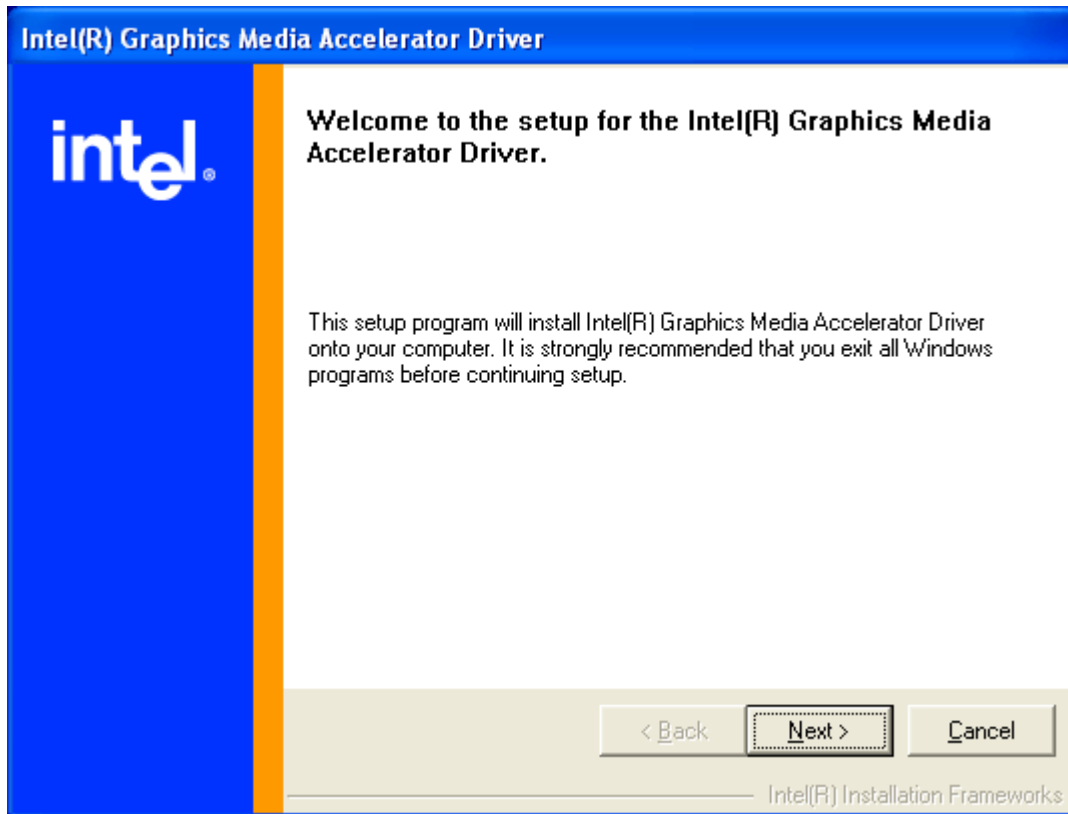 Intel(R) Graphics Media Accelerator Driver
intel®
Welcome to the setup for the Intel(R) Graphics Media
Accelerator Driver.
This setup program will install Intel(R) Graphics Media Accelerator Driver
onto your computer. It is strongly recommended that you exit all Windows
programs before continuing setup.
< Back
Next >
Cancel
Intel(R) Installation Frameworks